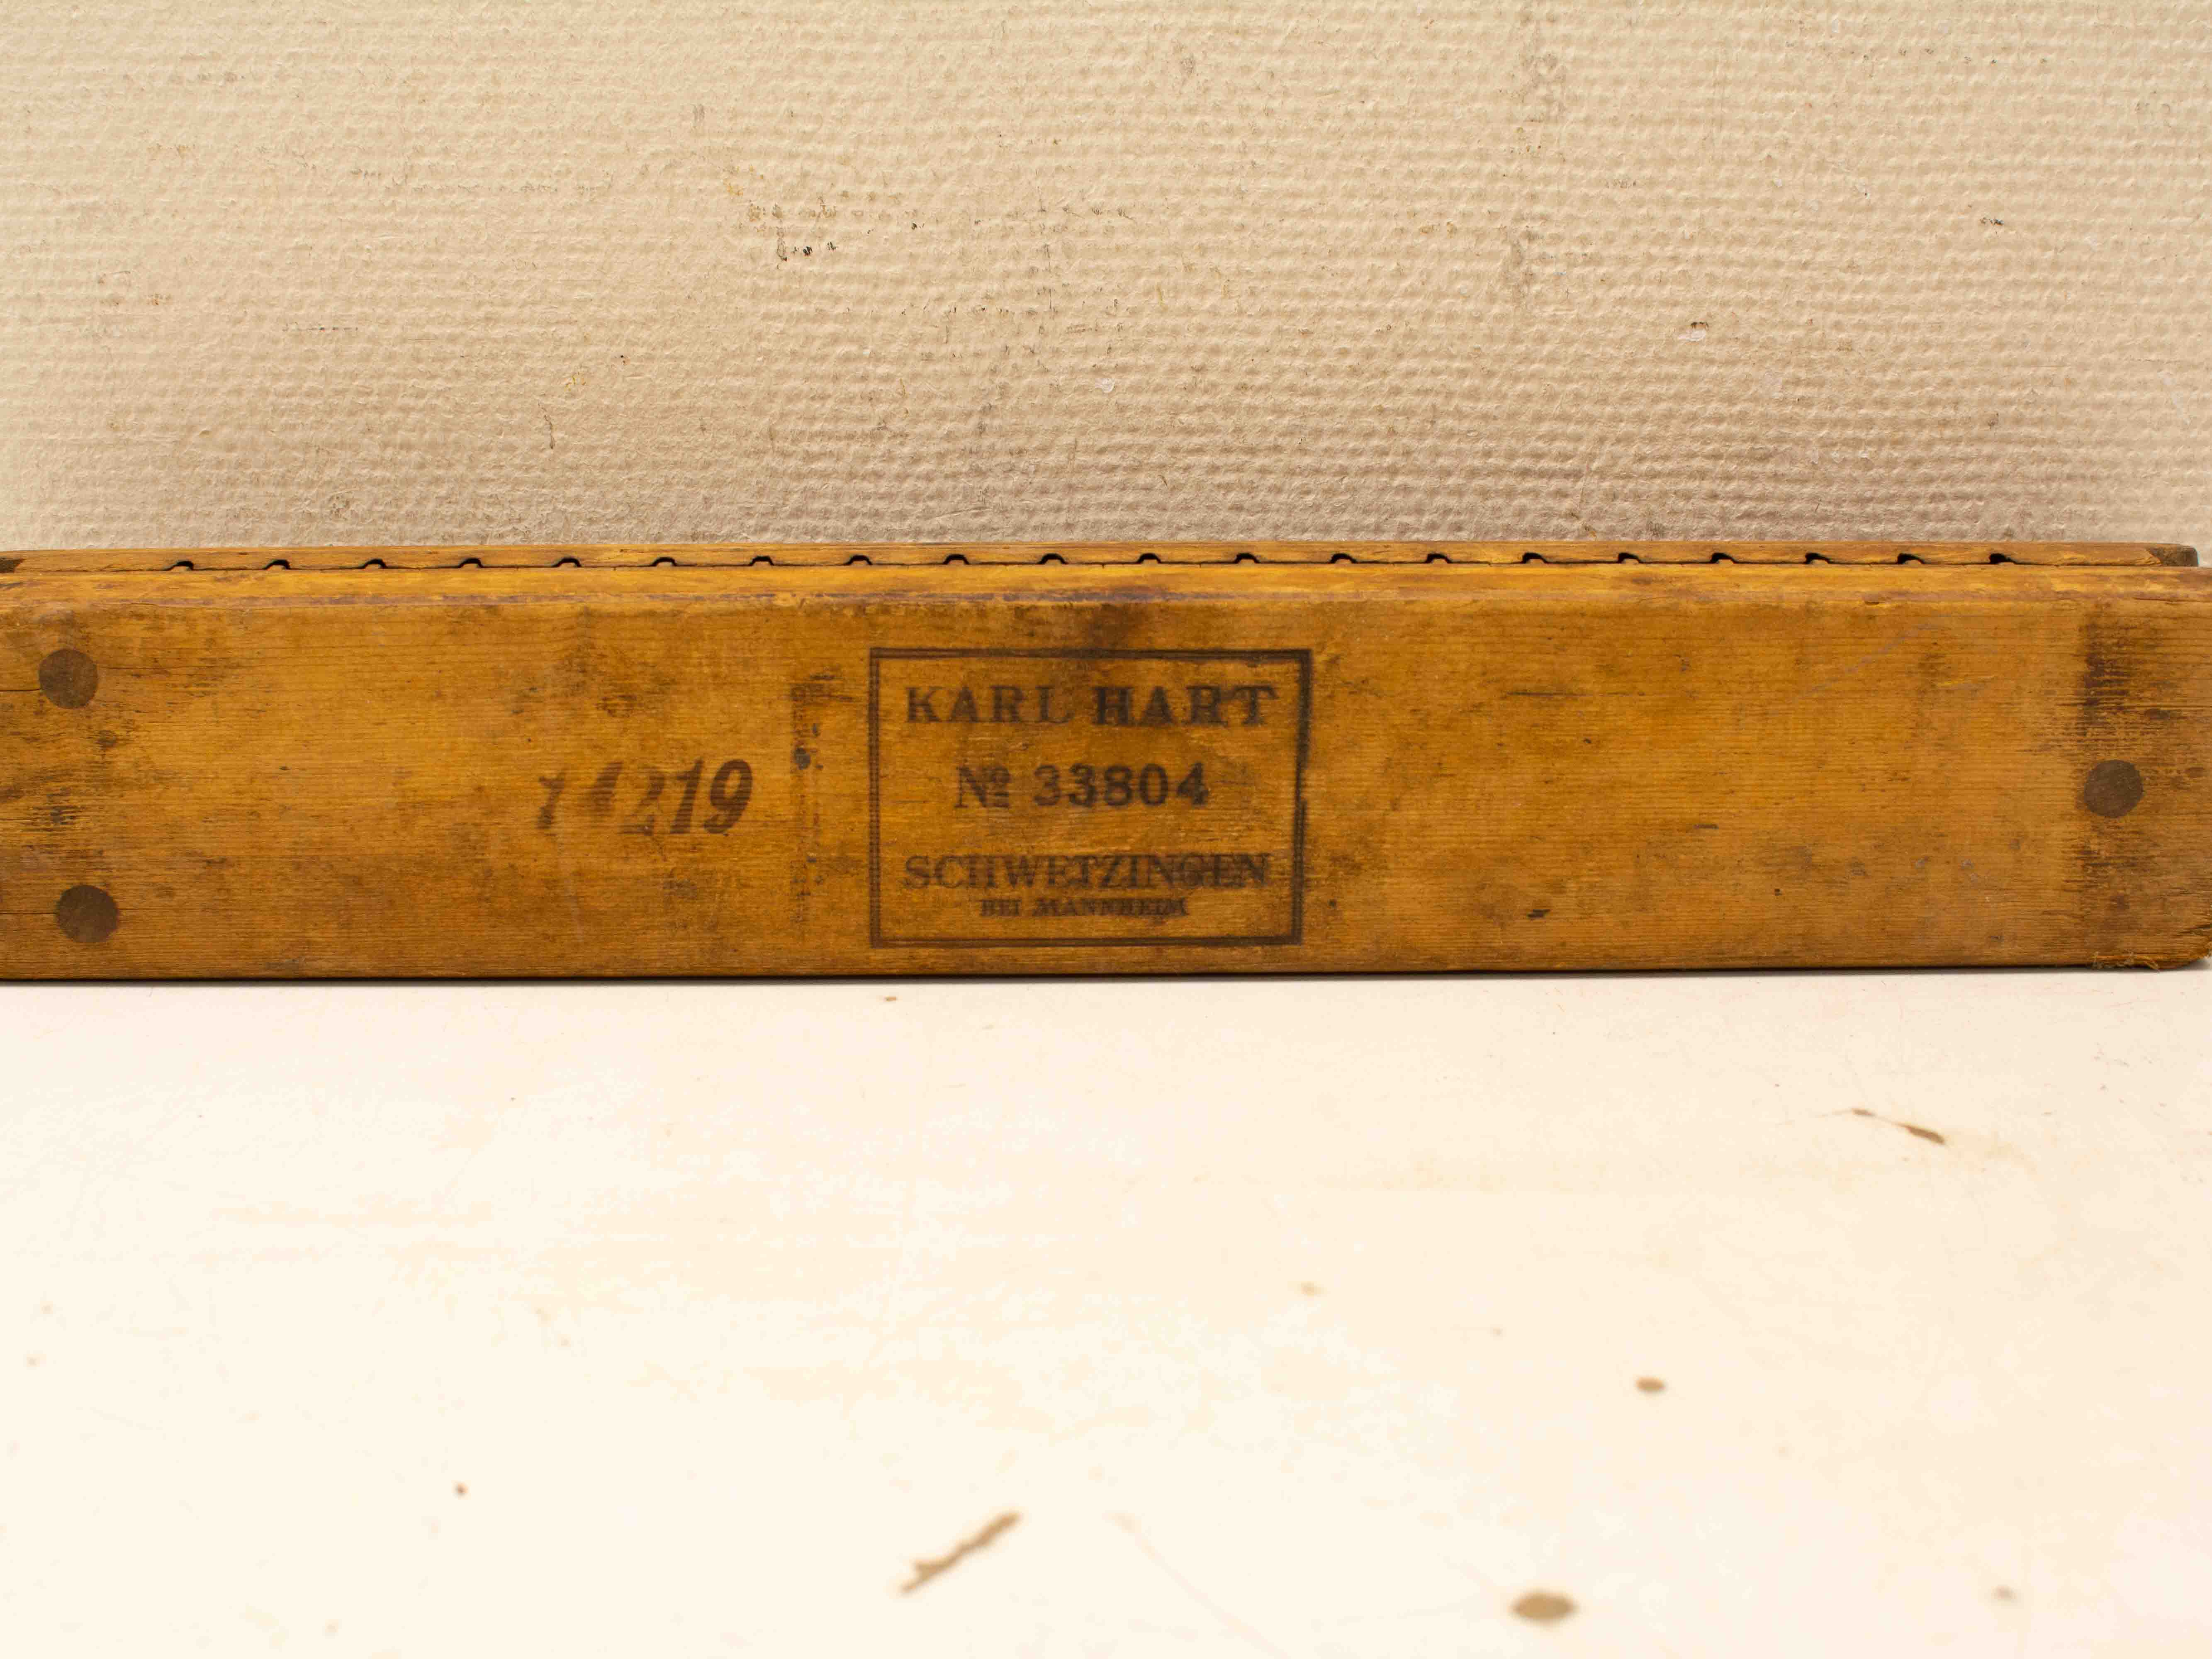 KARL HART
№ 33804
SCHWETZINGEN
BEI MANNHEIM